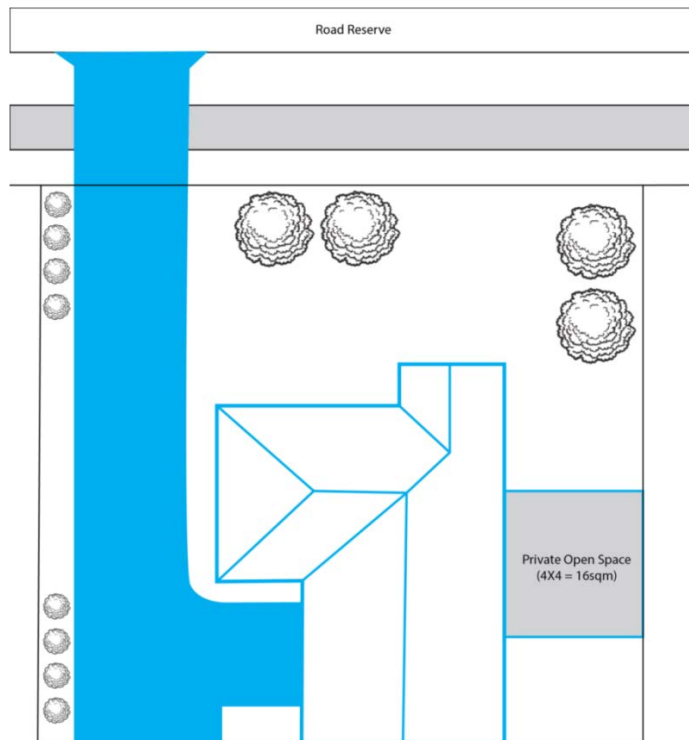 Road Reserve
Private Open Space
(4X4 = 16sqm)